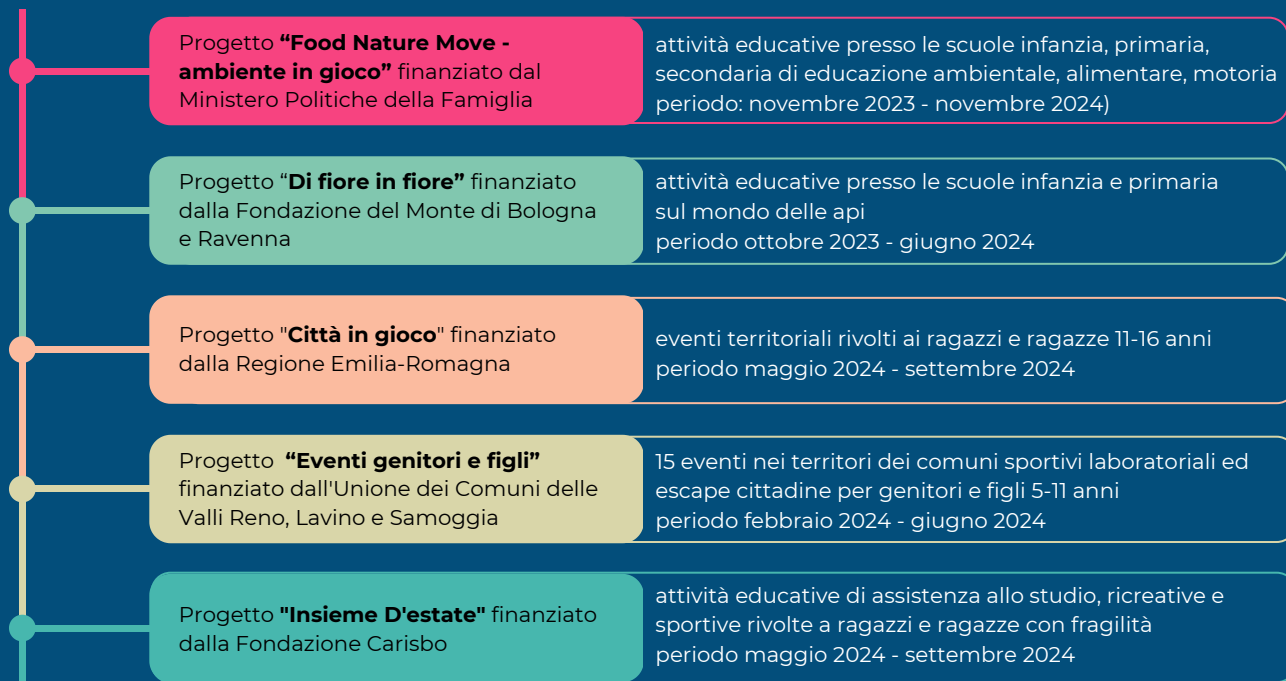 Progetto “Food Nature Move -
ambiente in gioco” finanziato dal
Ministero Politiche della Famiglia
attività educative presso le scuole infanzia, primaria,
secondaria di educazione ambientale, alimentare, motoria
periodo: novembre 2023 - novembre 2024)
Progetto “Di fiore in fiore” finanziato
dalla Fondazione del Monte di Bologna
e Ravenna
attività educative presso le scuole infanzia e primaria
sul mondo delle api
periodo ottobre 2023 - giugno 2024
Progetto "Città in gioco" finanziato
dalla Regione Emilia-Romagna
eventi territoriali rivolti ai ragazzi e ragazze 11-16 anni
periodo maggio 2024 - settembre 2024
Progetto “Eventi genitori e figli”
finanziato dall'Unione dei Comuni delle
Valli Reno, Lavino e Samoggia
15 eventi nei territori dei comuni sportivi laboratoriali ed
escape cittadine per genitori e figli 5-11 anni
periodo febbraio 2024 - giugno 2024
Progetto "Insieme D'estate" finanziato
dalla Fondazione Carisbo
attività educative di assistenza allo studio, ricreative e
sportive rivolte a ragazzi e ragazze con fragilità
periodo maggio 2024 - settembre 2024